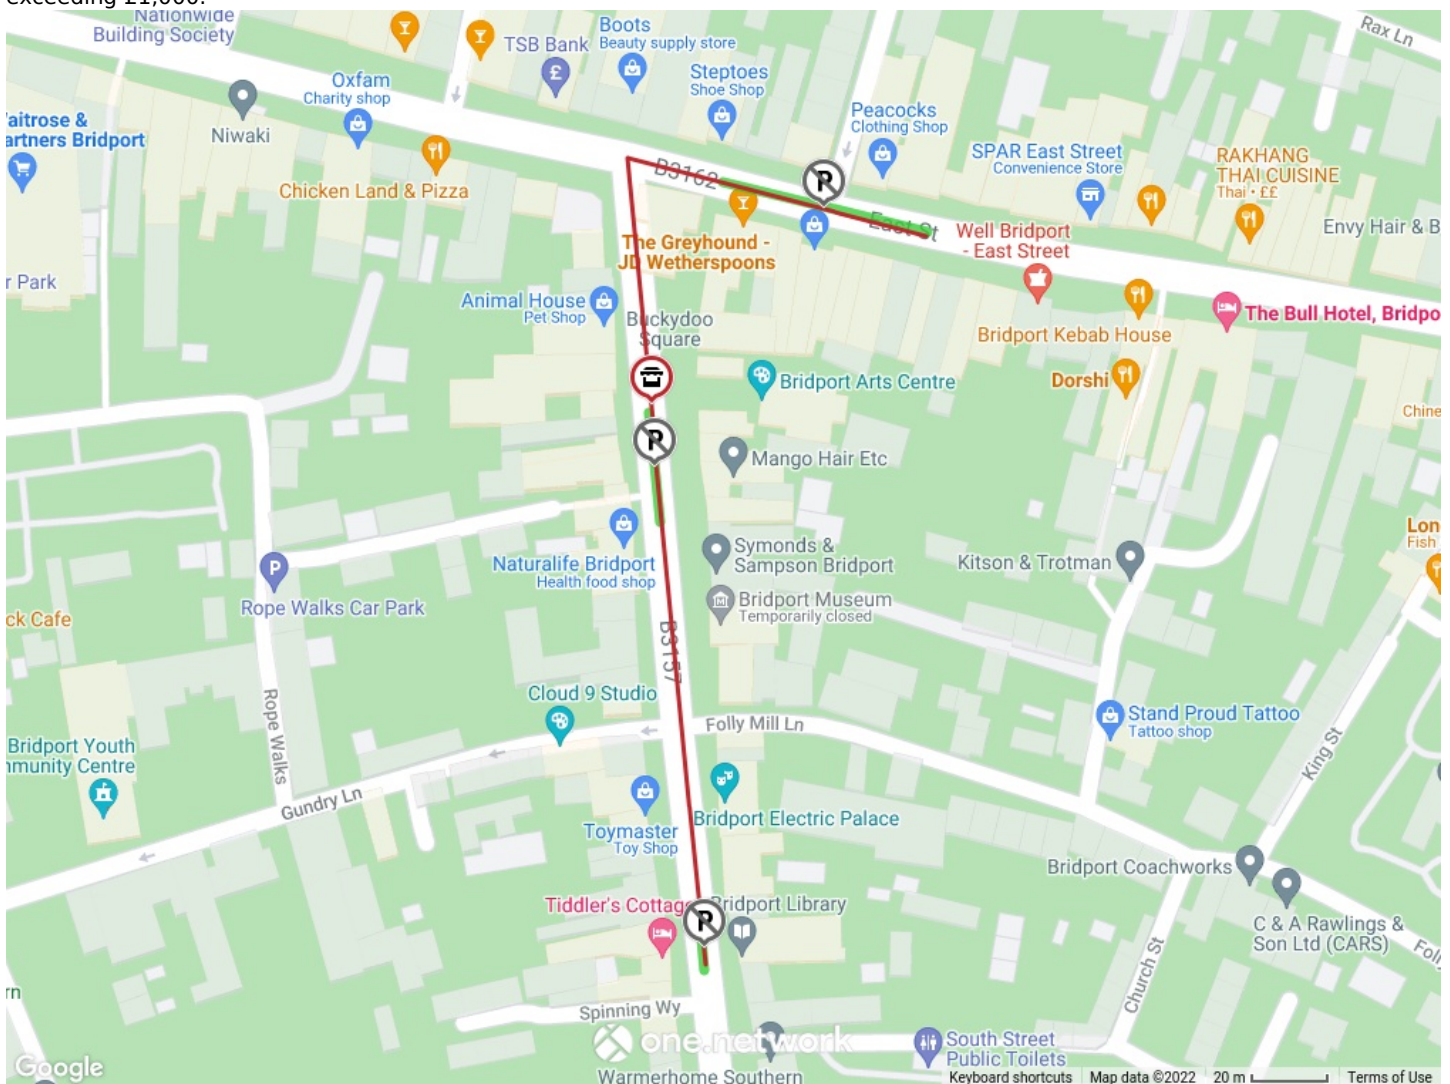 exceeding £1,000.
Nationwide
Building Society
TSB Bank
Boots
Beauty supply store
Rax Ln
Oxfam
Charity shop
Steptoes
Shoe Shop
Niwaki
Peacocks
Clothing Shop
aitrose &
artners Bridport
Chicken Land & Pizza
B3162
SPAR East Street
Convenience Store
RAKHANG
THAI CUISINE
Thai • ££
East St
Envy Hair & B
The Greyhound -
JD Wetherspoons
Well Bridport
- East Street
r Park
Animal House
Pet Shop
Buckydoo
Square
The Bull Hotel, Bridpo
Bridport Kebab House
Bridport Arts Centre
Dorshi
Chine
Mango Hair Etc
Lon
Fish
Naturalife Bridport
Health food shop
Symonds &
Sampson Bridport
Kitson & Trotman
Rope Walks Car Park
Bridport Museum
Temporarily closed
ck Cafe
B3157
Cloud 9 Studio
Rope Walks
Folly Mill Ln
Stand Proud Tattoo
Tattoo shop
King St
Bridport Youth
mmunity Centre
Gundry Ln
Toymaster
Toy Shop
Bridport Electric Palace
Bridport Coachworks
Tiddler's Cottag
Bridport Library
C & A Rawlings &
Son Ltd (CARS)
Folly
Church St
rn
Spinning Wy
one.network
South Street
Public Toilets
Google
Warmerhome Southern
Keyboard shortcuts Map data ©2022 20 m Terms of Use